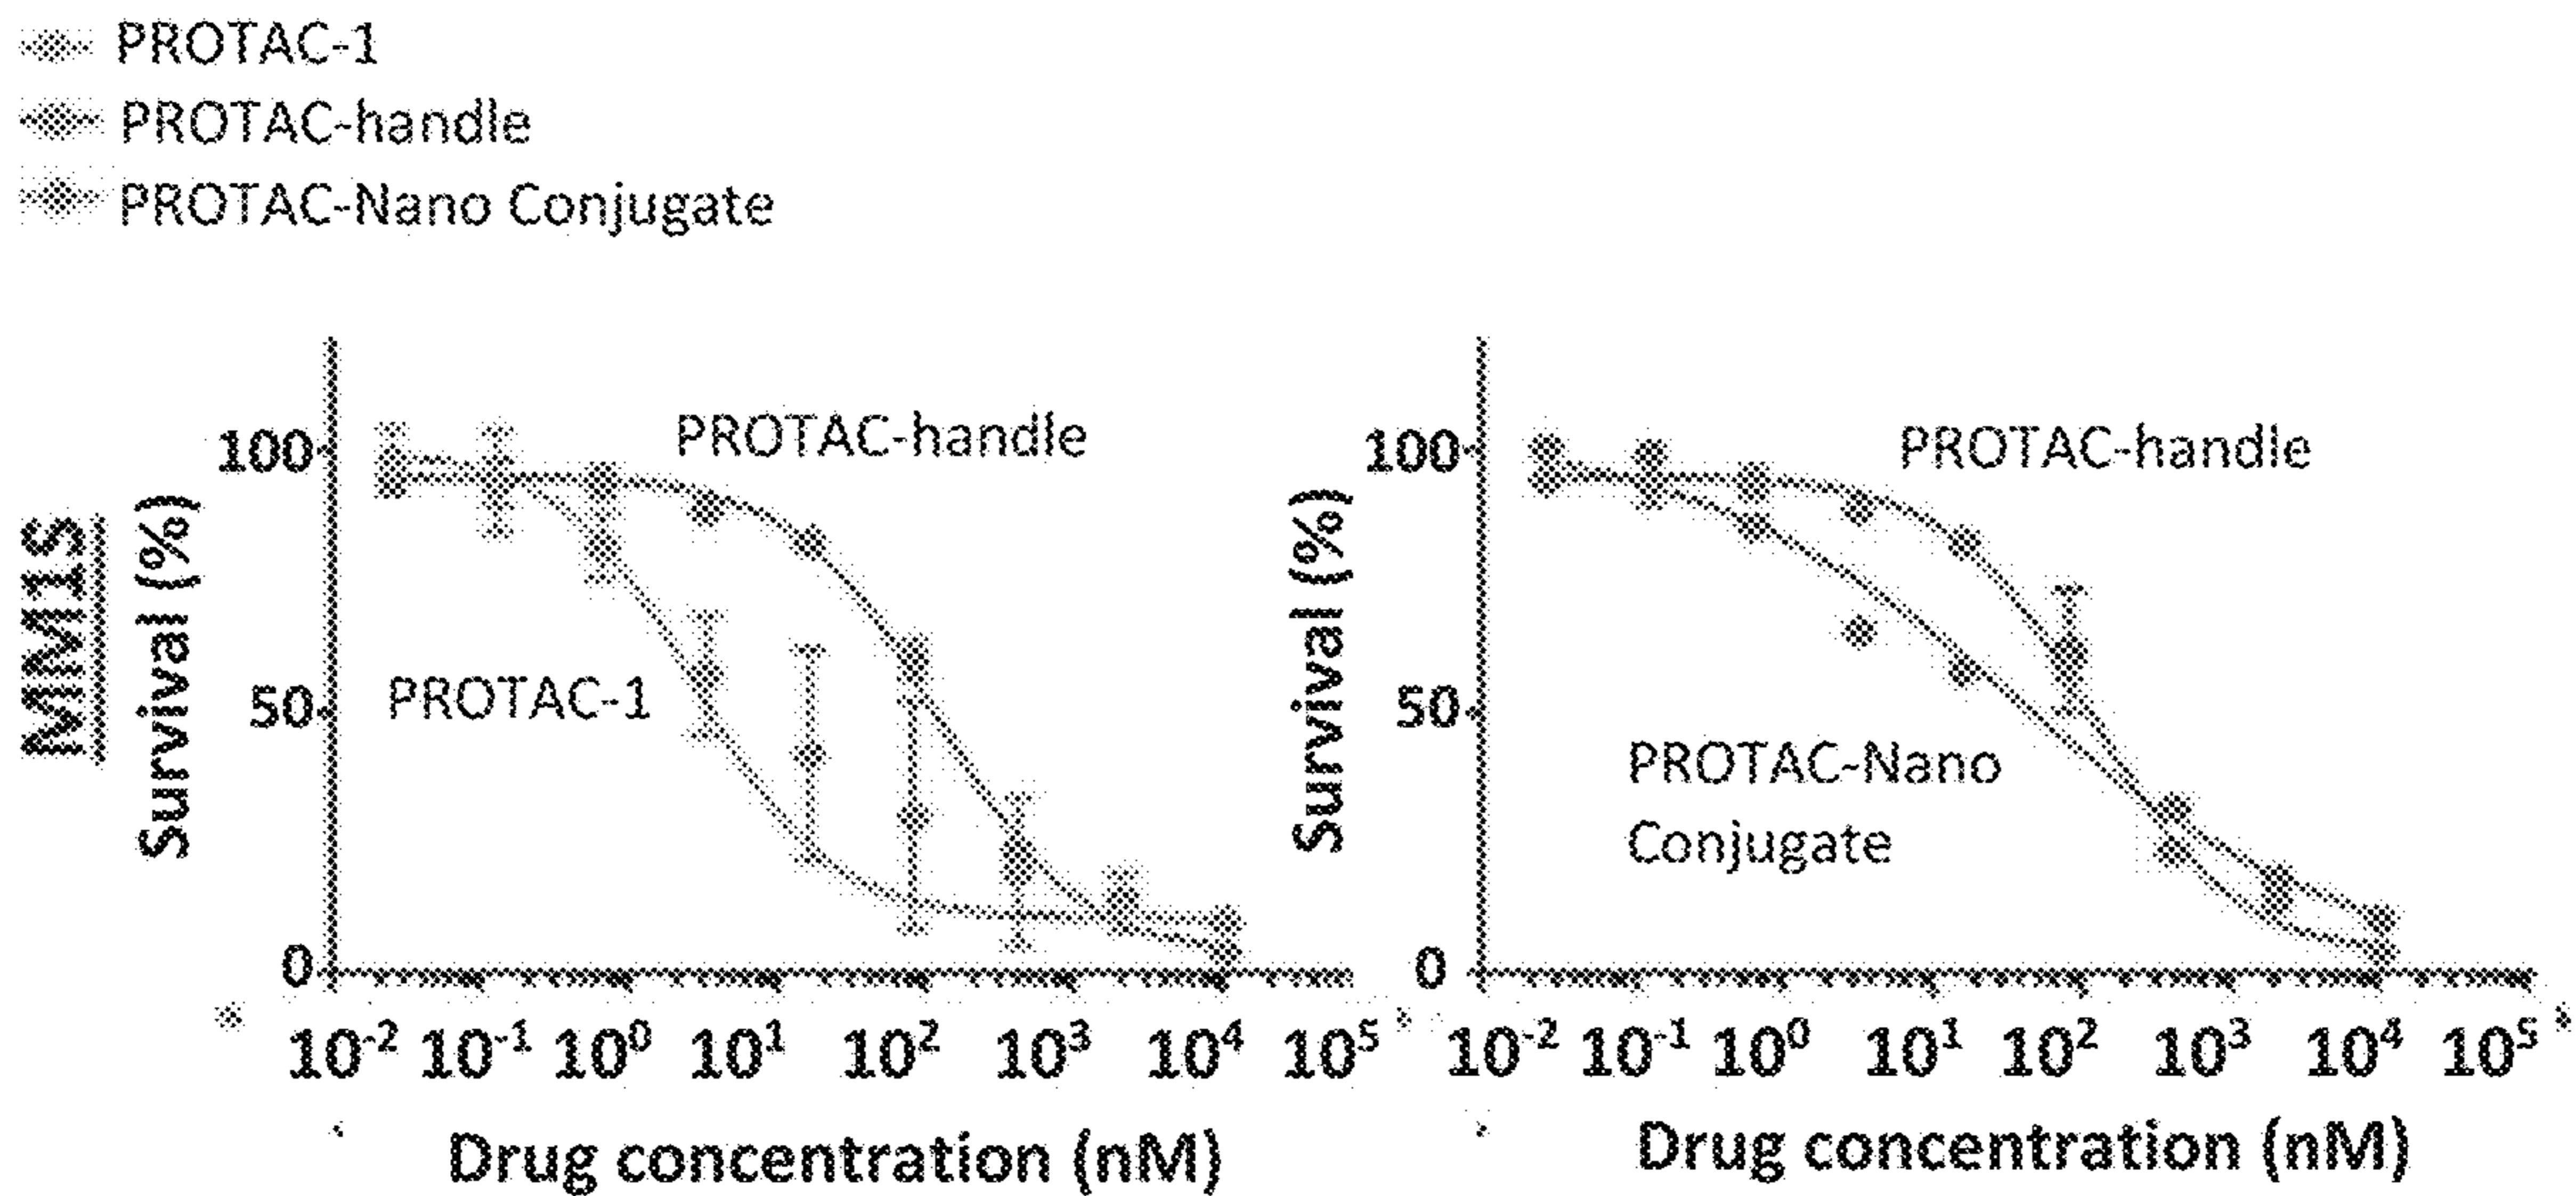 PROTAC-1
PROTAC-handle
PROTAC-Nano Conjugate
MM1S
Survival (%)
100
50
0
PROTAC-handle
PROTAC-1
10⁻² 10⁻¹ 10⁰ 10¹ 10² 10³ 10⁴ 10⁵
Drug concentration (nM)
Survival (%)
100
50
0
PROTAC-handle
PROTAC-Nano
Conjugate
10⁻² 10⁻¹ 10⁰ 10¹ 10² 10³ 10⁴ 10⁵
Drug concentration (nM)